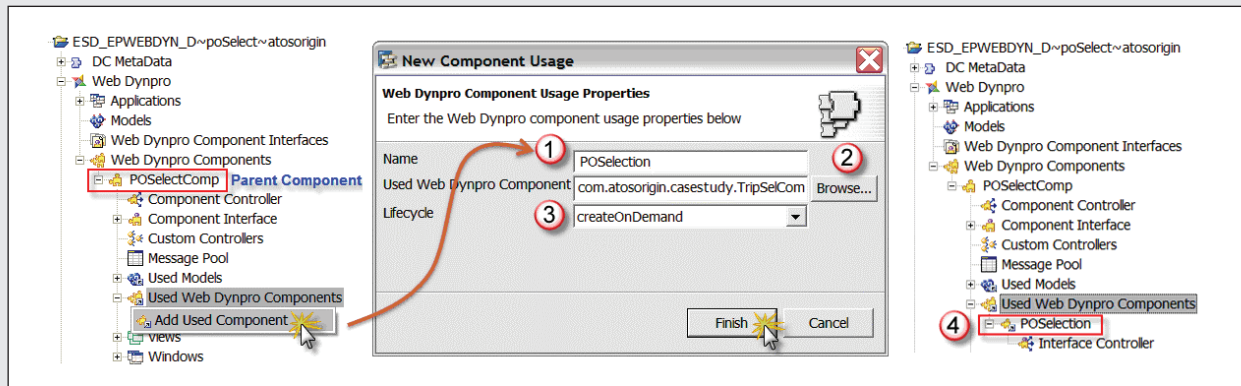 ESD_EPWEBDYN_D~poSelect~atosorigin
DC MetaData
Web Dynpro
Applications
Models
Web Dynpro Component Interfaces
Web Dynpro Components
POSelectComp Parent Component
Component Controller
Component Interface
Custom Controllers
Message Pool
Used Models
Used Web Dynpro Components
Add Used Component
Views
Windows
New Component Usage
Web Dynpro Component Usage Properties
Enter the Web Dynpro component usage properties below
1
2
Name POSelection
Used Web Dynpro Component com.atosorigin.casestudy.TripSelCom Browse...
Lifecycle 3 createOnDemand
Finish Cancel
ESD_EPWEBDYN_D~poSelect~atosorigin
DC MetaData
Web Dynpro
Applications
Models
Web Dynpro Component Interfaces
Web Dynpro Components
POSelectComp
Component Controller
Component Interface
Custom Controllers
Message Pool
Used Models
Used Web Dynpro Components
4 POSelection
Interface Controller